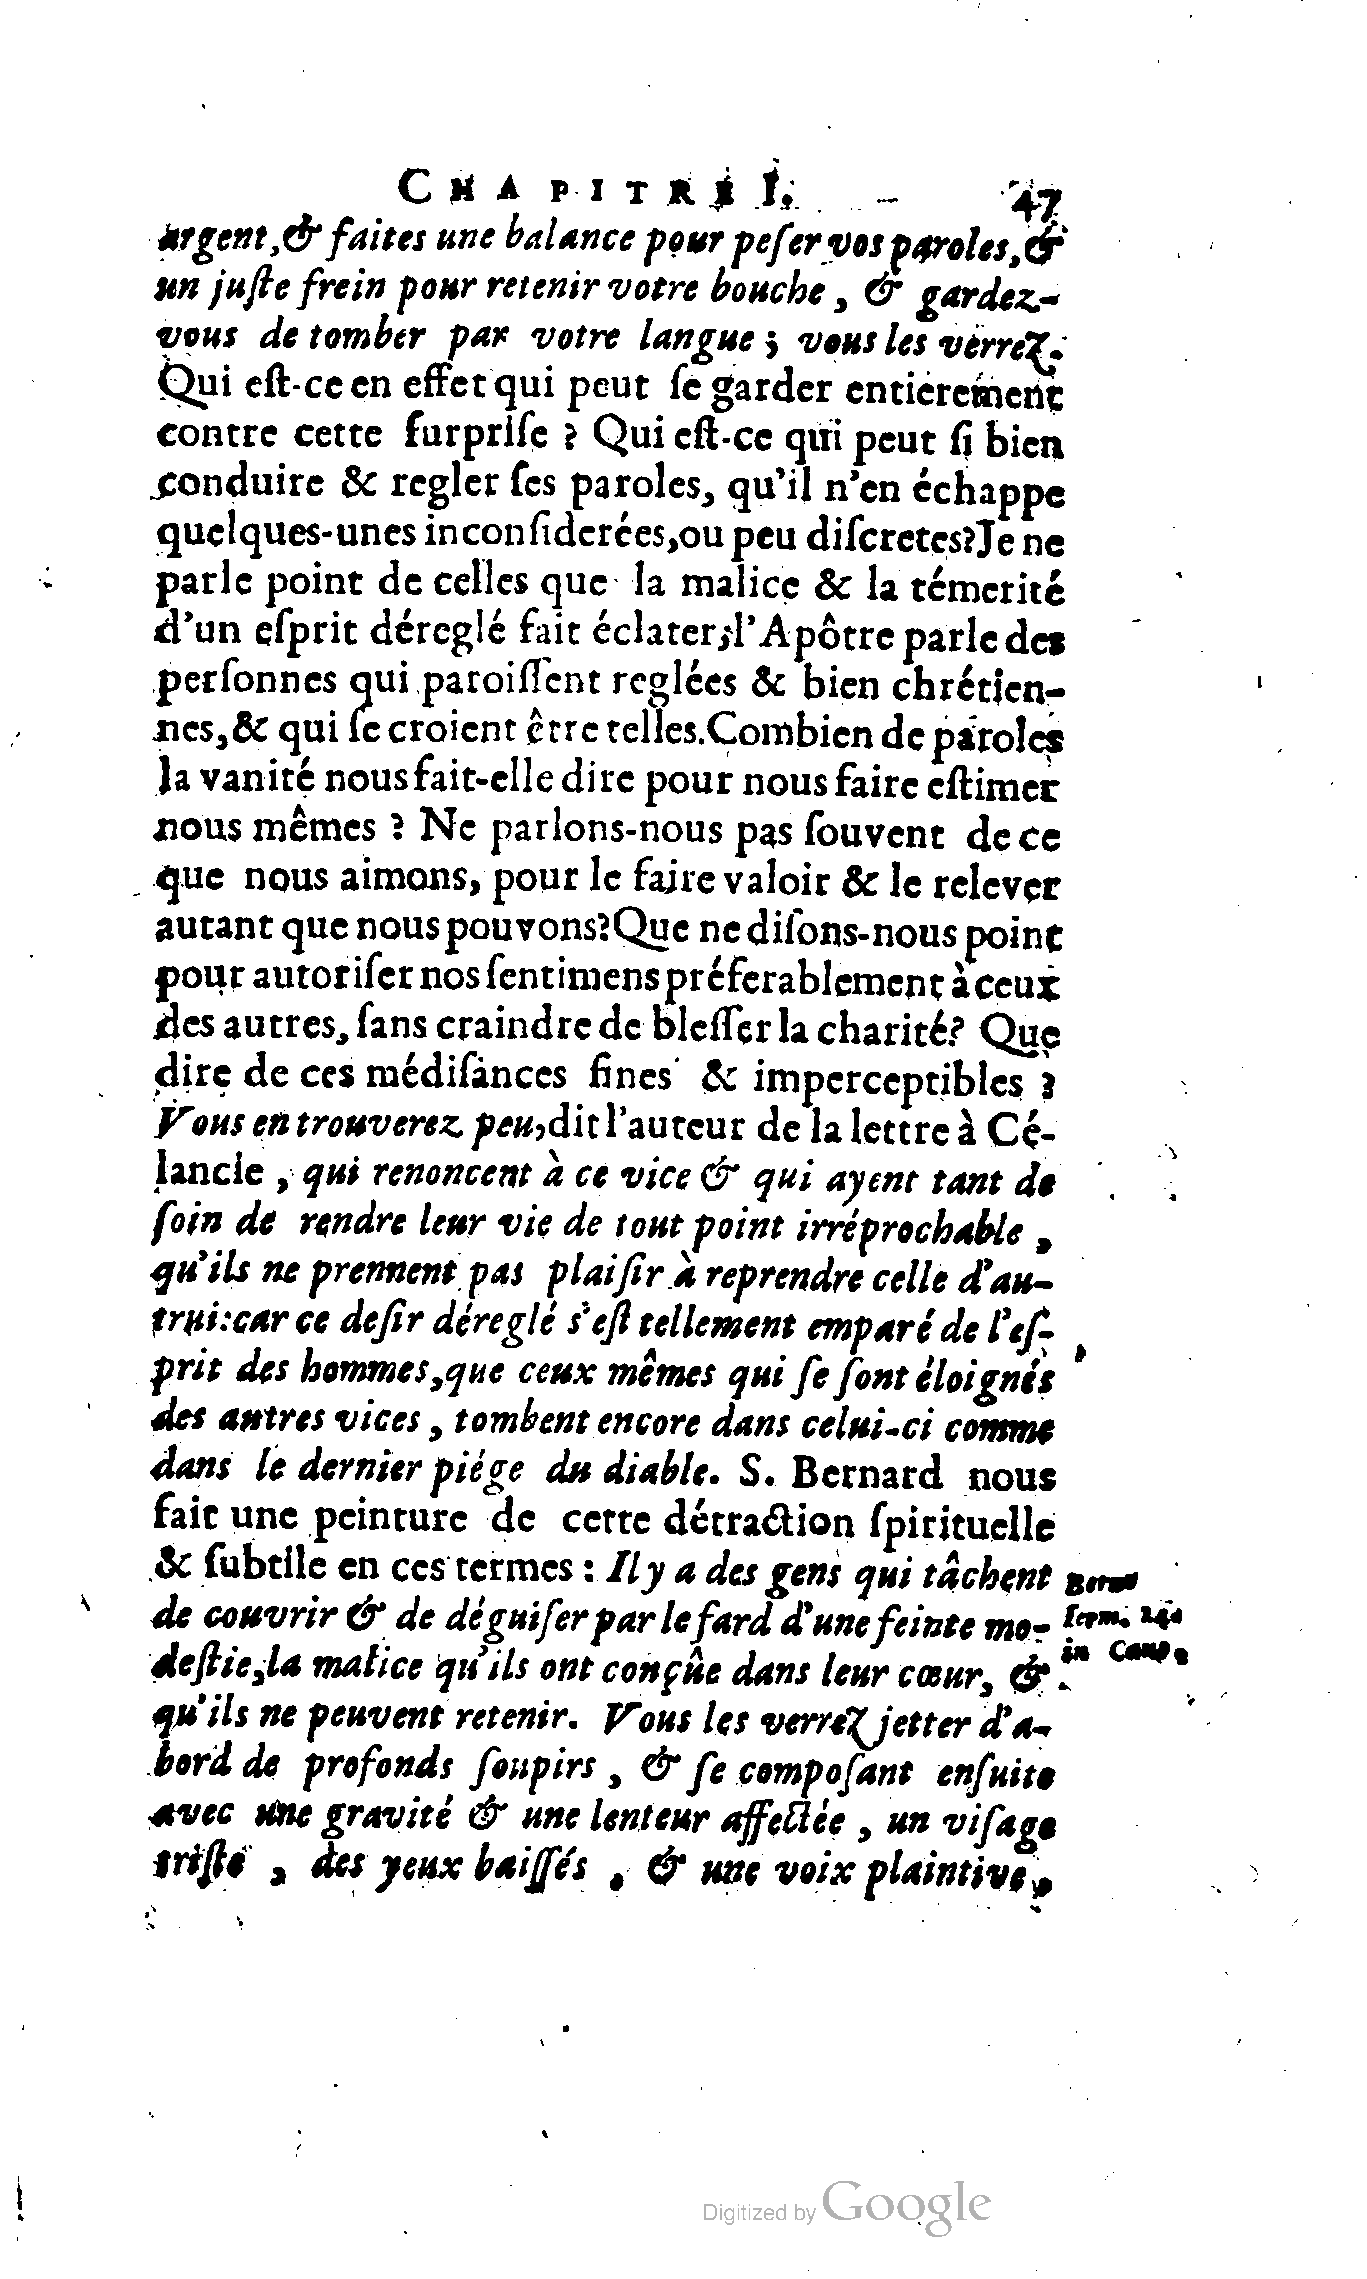 CHAPITRE I. 47
argent, & faites une balance pour peſer vos paroles, &
un juſte frein pour retenir votre bouche, & gardez-
vous de tomber par votre langue; vous les verrez.
Qui eſt-ce en effet qui peut ſe garder entierement
contre cette ſurpriſe ? Qui eſt-ce qui peut ſi bien
conduire & regler ſes paroles, qu'il n'en échappe
quelques-unes inconſiderées, ou peu diſcretes? Je ne
parle point de celles que la malice & la témerité
d'un eſprit déreglé fait éclater; l'Apôtre parle des
perſonnes qui paroiſſent reglées & bien chrétien-
nes, & qui ſe croient être telles. Combien de paroles
la vanité nous fait-elle dire pour nous faire eſtimer
nous mêmes ? Ne parlons-nous pas ſouvent de ce
que nous aimons, pour le faire valoir & le relever
autant que nous pouvons? Que ne diſons-nous point
pour autoriſer nos ſentimens préferablement à ceux
des autres, ſans craindre de bleſſer la charité? Que
dire de ces médiſances fines & imperceptibles ?
Vous en trouverez peu, dit l'auteur de la lettre à Cé-
lancie, qui renoncent à ce vice & qui ayent tant de
ſoin de rendre leur vie de tout point irréprochable,
qu'ils ne prennent pas plaiſir à reprendre celle d'au-
trui: car ce deſir déreglé s'eſt tellement emparé de l'eſ-
prit des hommes, que ceux mêmes qui ſe ſont éloignés
des autres vices, tombent encore dans celui-ci comme
dans le dernier piége du diable. S. Bernard nous
fait une peinture de cette détraction ſpirituelle
& ſubtile en ces termes : Il y a des gens qui tâchent
de couvrir & de déguiſer par le fard d'une feinte mo-
deſtie, la malice qu'ils ont conçûe dans leur cœur, &
qu'ils ne peuvent retenir. Vous les verrez jetter d'a-
bord de profonds ſoupirs, & ſe compoſant enſuite
avec une gravité & une lenteur affectée, un viſage
triſte, des yeux baiſſés, & une voix plaintive,
Bern.
ſerm. 24.
in Cant.
Digitized by Google